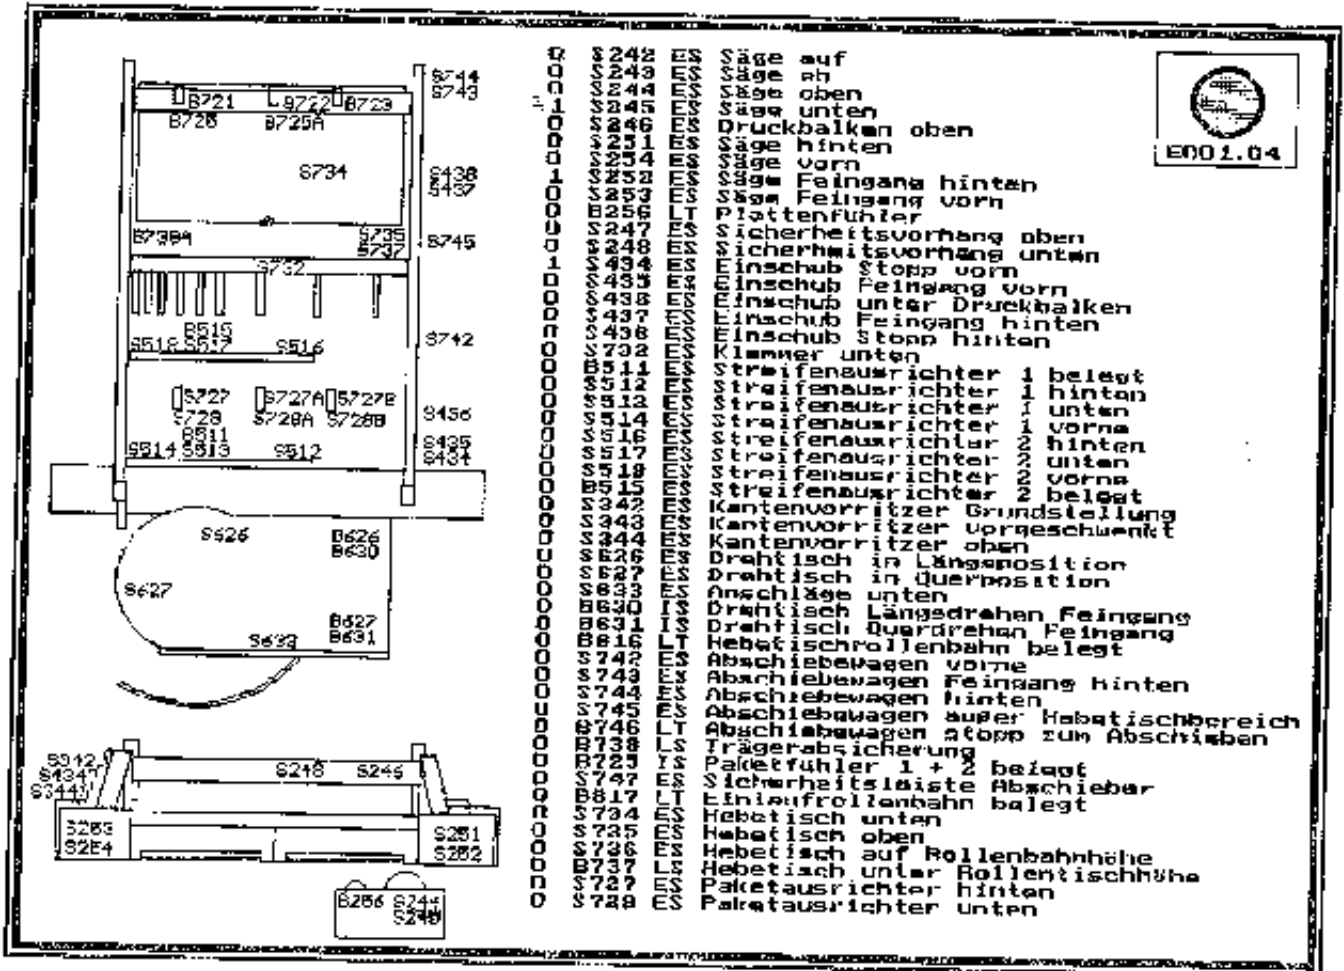 S744
S743
B721 B722 B723
B726 B725A
S734
S438
S437
B738A S735
S737
S745
S732
B515
S518 S517 S516
S742
S727 S727A S727B
S728 S728A S728B
S436
B511
S514 S513 S512
S435
S434
S626 B626
B630
S627
B627
B631
S633
S342
S343
S344
S248 S246
S253
S254
S251
S252
B256 S244
0 S242 ES Säge auf
0 S243 ES Säge ab
0 S244 ES Säge oben
1 S245 ES Säge unten
0 S246 ES Druckbalken oben
0 S251 ES Säge hinten
0 S254 ES Säge vorn
1 S252 ES Säge Feingang hinten
0 S253 ES Säge Feingang vorn
0 B256 LT Plattenfühler
0 S247 ES Sicherheitsvorhang oben
0 S248 ES Sicherheitsvorhang unten
1 S434 ES Einschub Stopp vorn
0 S435 ES Einschub Feingang vorn
0 S436 ES Einschub unter Druckbalken
0 S437 ES Einschub Feingang hinten
0 S438 ES Einschub Stopp hinten
0 S732 ES Klammer unten
0 B511 ES Streifenausrichter 1 belegt
0 S512 ES Streifenausrichter 1 hinten
0 S513 ES Streifenausrichter 1 unten
0 S514 ES Streifenausrichter 1 vorne
0 S516 ES Streifenausrichter 2 hinten
0 S517 ES Streifenausrichter 2 unten
0 S518 ES Streifenausrichter 2 vorne
0 B515 ES Streifenausrichter 2 belegt
0 S342 ES Kantenvorritzer Grundstellung
0 S343 ES Kantenvorritzer vorgeschwenkt
0 S344 ES Kantenvorritzer oben
0 S626 ES Drehtisch in Längsposition
0 S627 ES Drehtisch in Querposition
0 S633 ES Anschläge unten
0 B630 IS Drehtisch Längsdrehen Feingang
0 B631 IS Drehtisch Querdrehen Feingang
0 B816 LT Hebetischrollenbahn belegt
0 S742 ES Abschiebewagen vorne
0 S743 ES Abschiebewagen Feingang hinten
0 S744 ES Abschiebewagen hinten
0 S745 ES Abschiebewagen außer Hebetischbereich
0 B746 LT Abschiebewagen stopp zum Abschieben
0 B738 LS Trägerabsicherung
0 B725 IS Paketfühler 1 + 2 belegt
0 S747 ES Sicherheitsleiste Abschieber
0 B817 LT Einlaufrollenbahn belegt
0 S734 ES Hebetisch unten
0 S735 ES Hebetisch oben
0 S736 ES Hebetisch auf Rollenbahnhöhe
0 B737 LS Hebetisch unter Rollentischhöhe
0 S727 ES Paketausrichter hinten
0 S728 ES Paketausrichter unten
E001.04